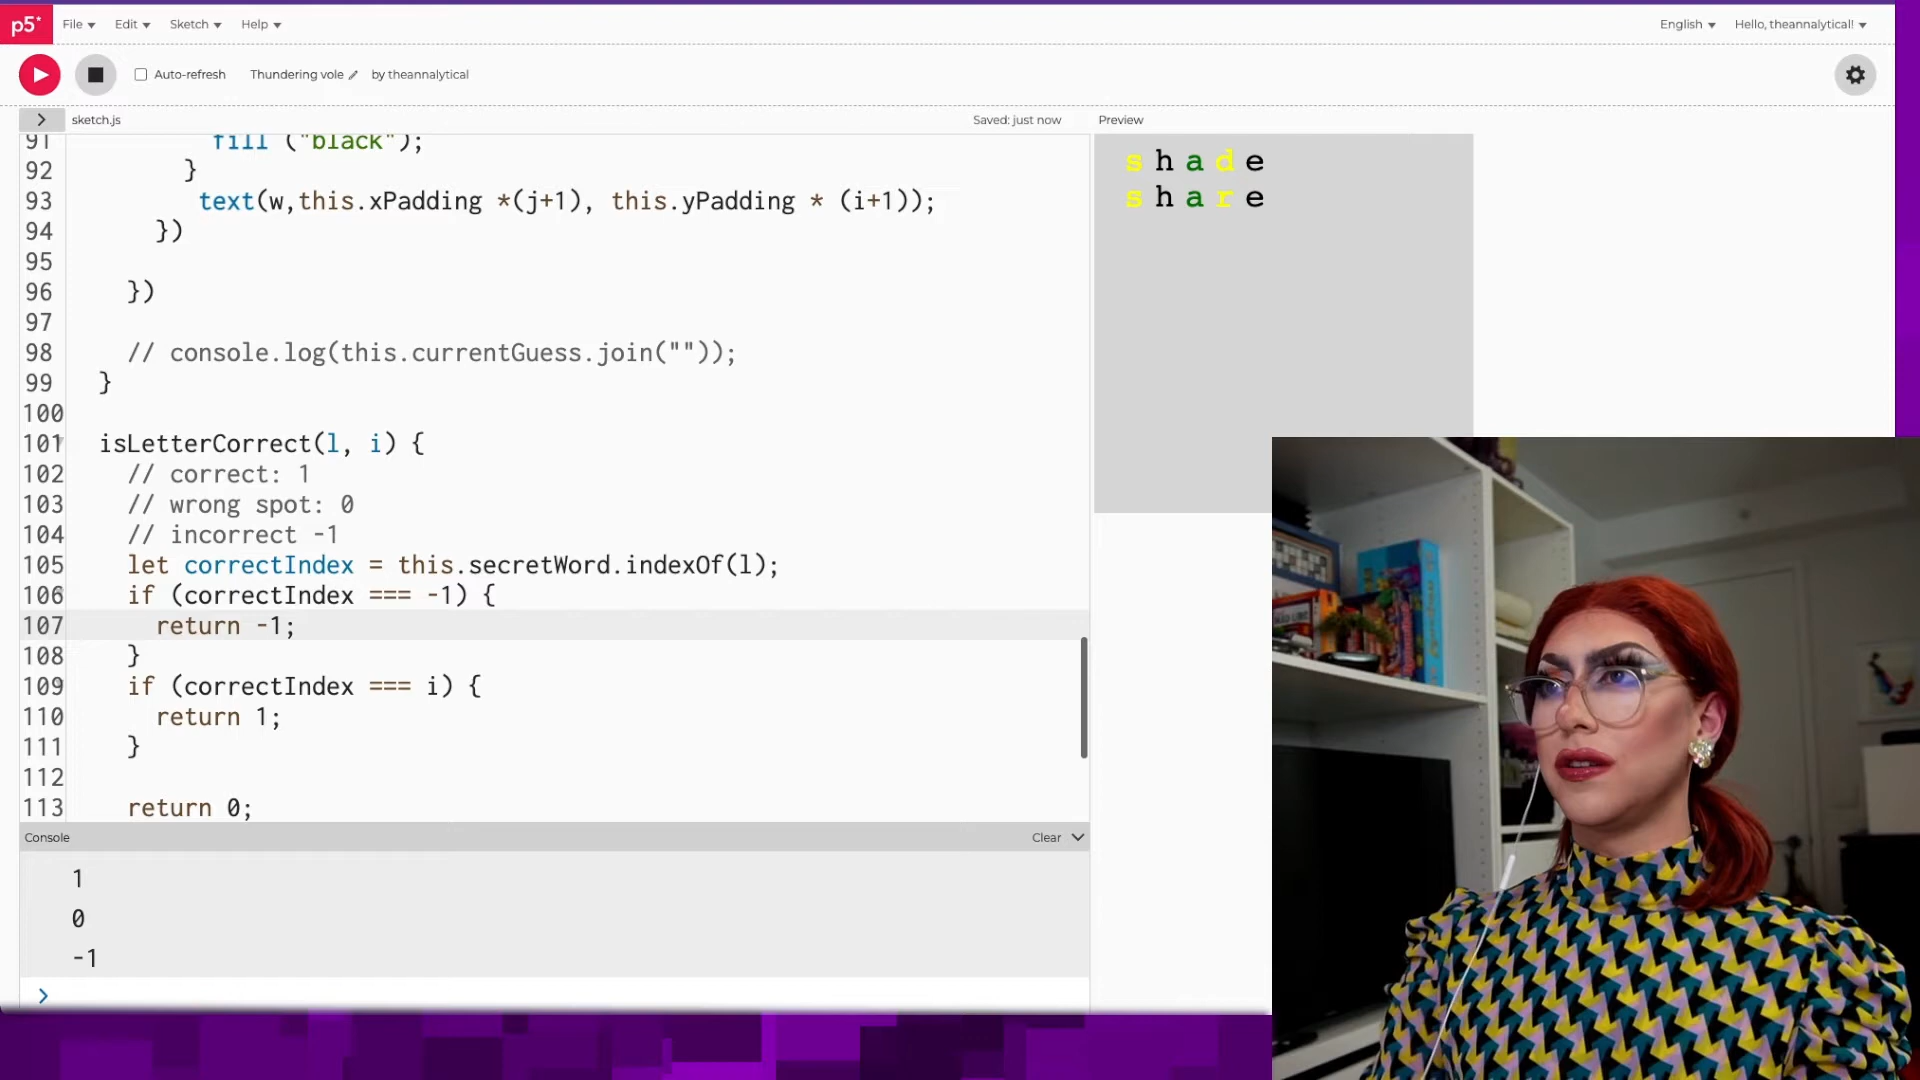 p5* File Edit Sketch Help English Hello, theannalytical!
Auto-refresh Thundering vole by theannalytical
sketch.js Saved: just now Preview
91 fill ("black");
92 }
93 text(w,this.xPadding *(j+1), this.yPadding * (i+1));
94 })
95
96 })
97
98 // console.log(this.currentGuess.join(""));
99 }
100
101 isLetterCorrect(l, i) {
102 // correct: 1
103 // wrong spot: 0
104 // incorrect -1
105 let correctIndex = this.secretWord.indexOf(l);
106 if (correctIndex === -1) {
107 return -1;
108 }
109 if (correctIndex === i) {
110 return 1;
111 }
112
113 return 0;
Console Clear
1
0
-1
>
s h a d e
s h a r e